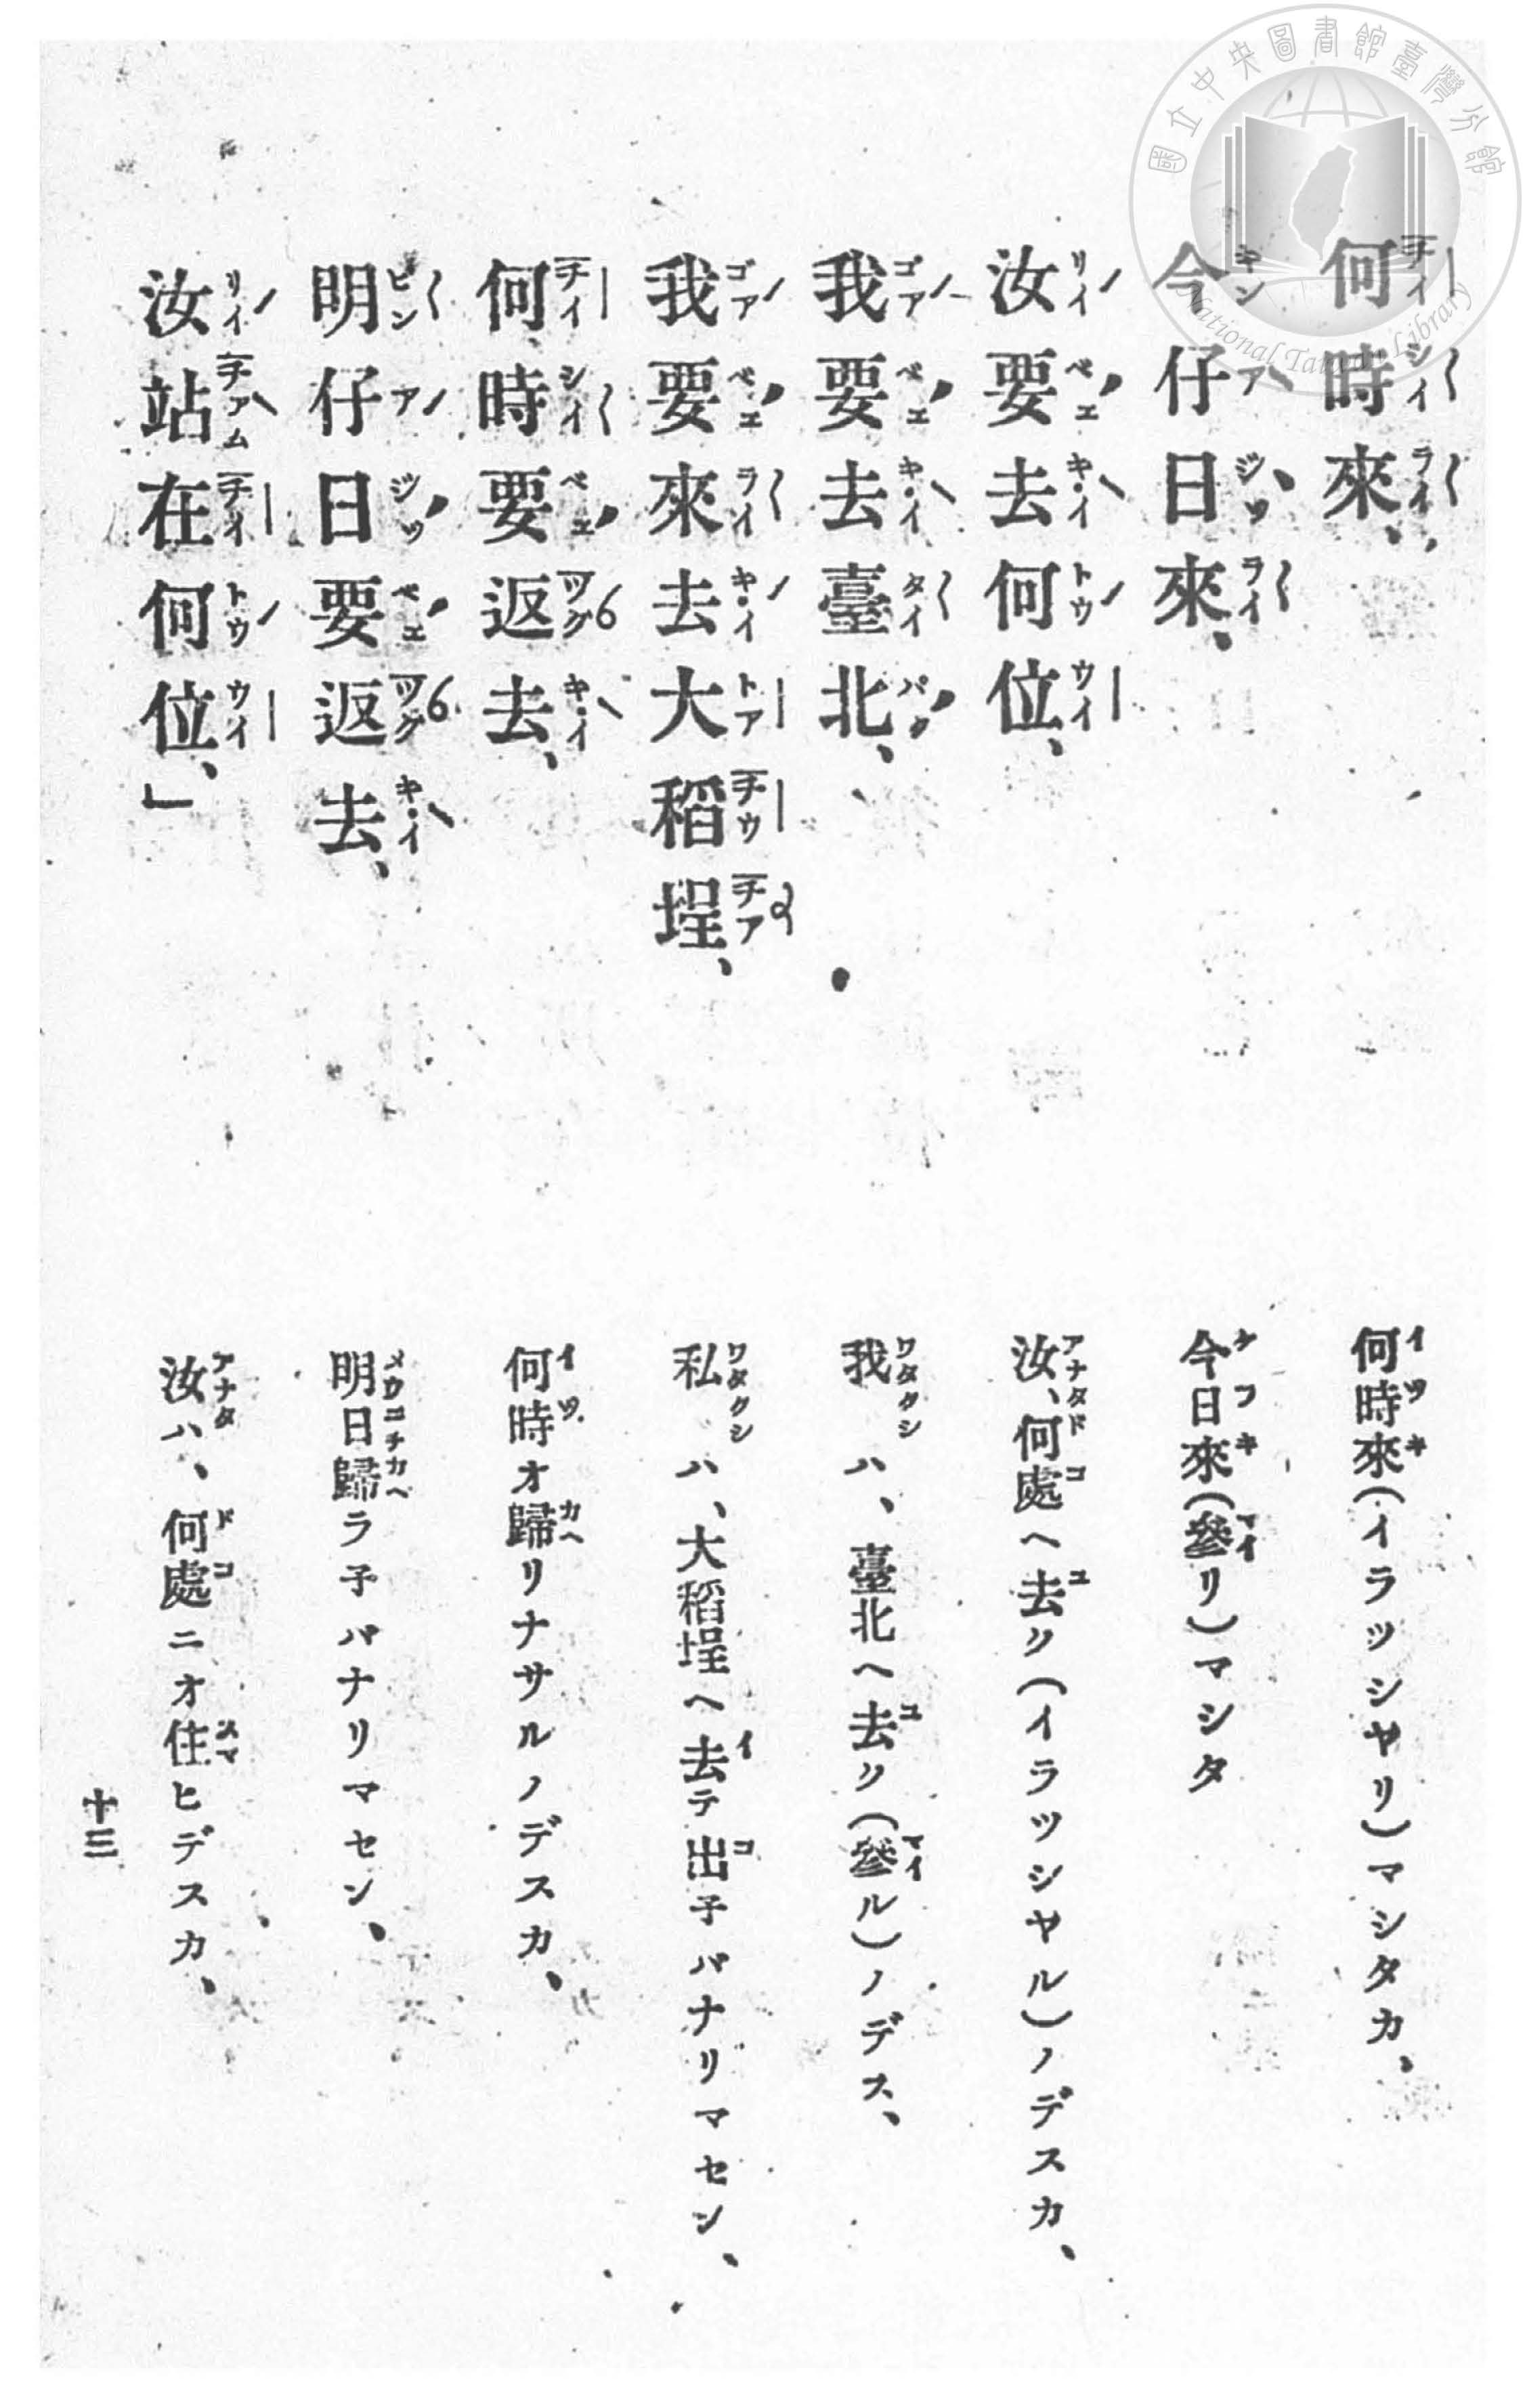 國立中央圖書館臺灣分館
National Taiwan Library
何時來、
今仔日來、
汝要去何位、
我要去臺北、
我要來去大稻埕、
何時要返去、
明仔日要返去、
汝站在何位、」
何時來(イラッシヤリ)マシタカ、
今日來(參リ)マシタ
汝、何處ヘ去ク(イラッシヤル)ノデスカ、
我ハ、臺北ヘ去ク(參ル)ノデス、
私ハ、大稻埕ヘ去テ出子バナリマセン、
何時オ歸リナサルノデスカ、
明日歸ラ子バナリマセン、
汝ハ、何處ニオ住ヒデスカ、
十三